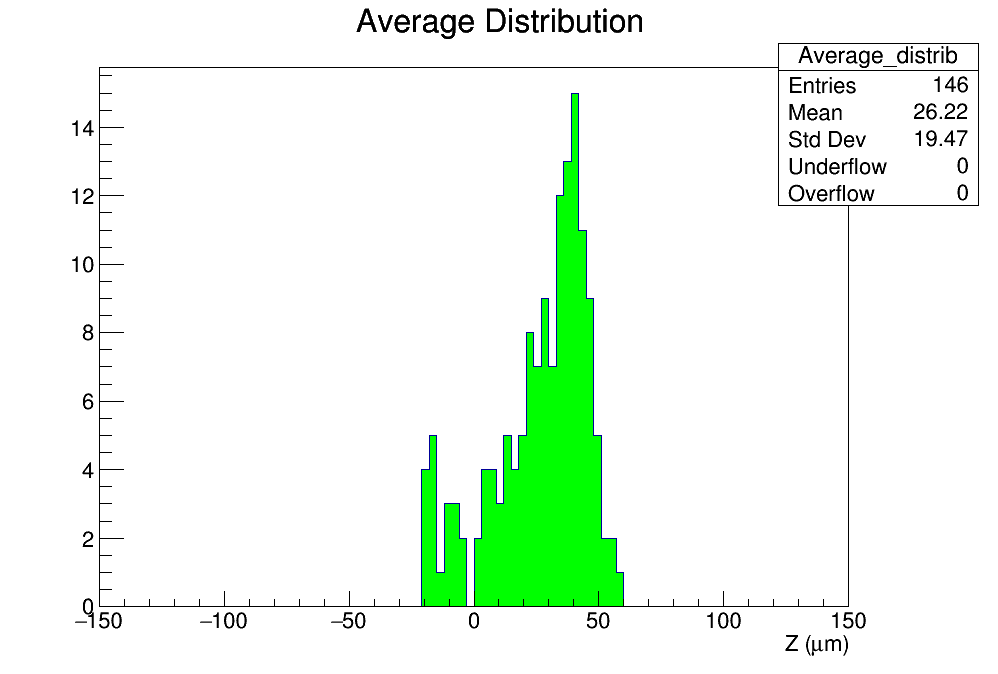 Average Distribution
Average_distrib
Entries 146
Mean 26.22
Std Dev 19.47
Underflow 0
Overflow 0
14
12
10
8
6
4
2
0
−150 −100 −50 0 50 100 150
Z (μm)